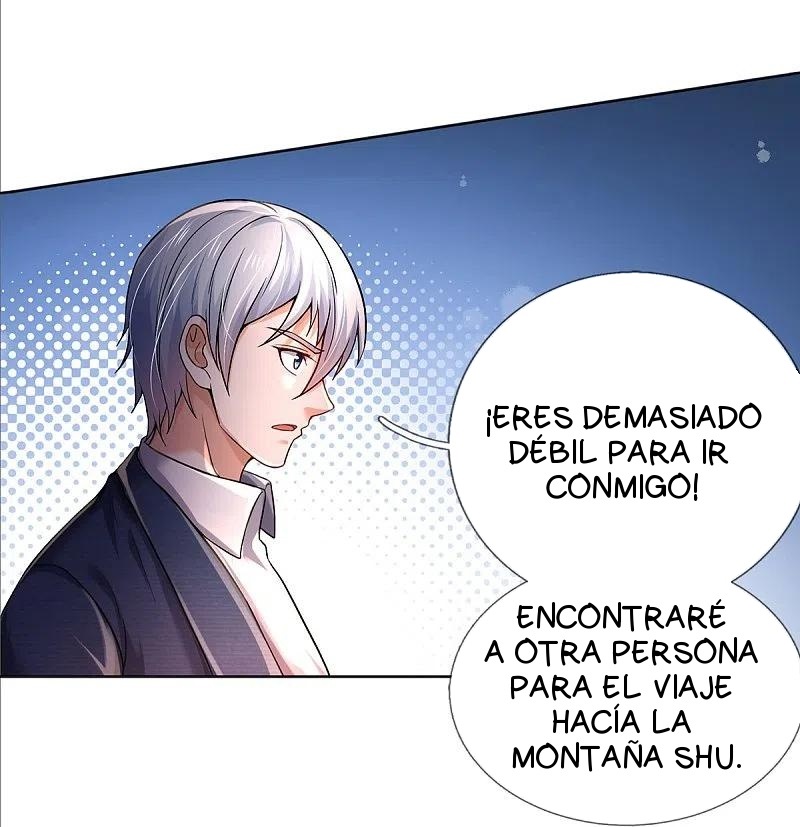 ¡ERES DEMASIADO
DÉBIL PARA IR
CONMIGO!
ENCONTRARÉ
A OTRA PERSONA
PARA EL VIAJE
HACÍA LA
MONTAÑA SHU.